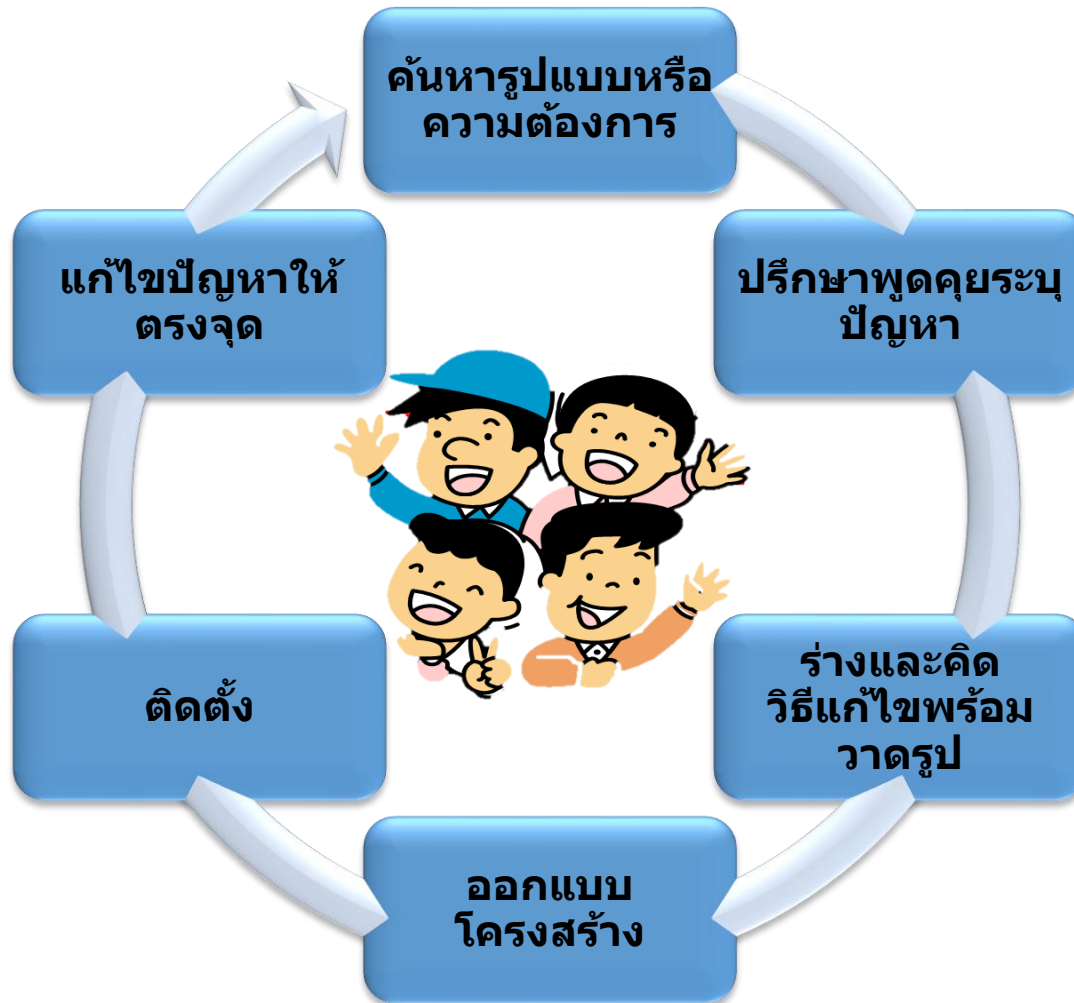 ค้นหารูปแบบหรือ
ความต้องการ
ปรึกษาพูดคุยระบุ
ปัญหา
ร่างและคิด
วิธีแก้ไขพร้อม
วาดรูป
ออกแบบ
โครงสร้าง
ติดตั้ง
แก้ไขปัญหาให้
ตรงจุด